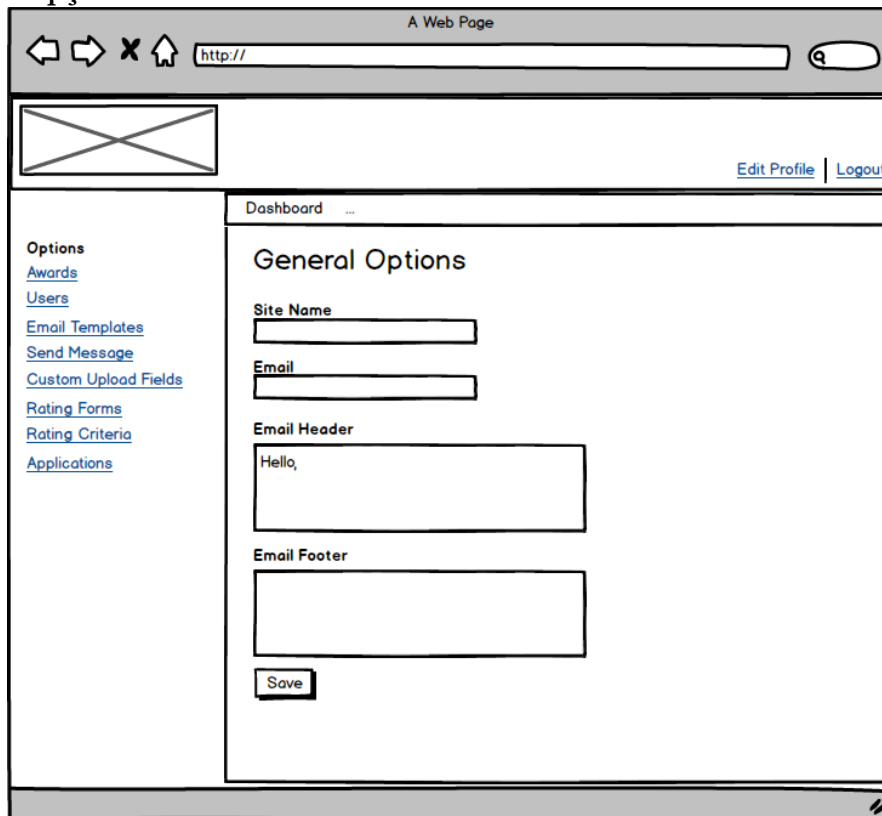 A Web Page
http://
Edit Profile Logout
Dashboard ...
Options
Awards
Users
Email Templates
Send Message
Custom Upload Fields
Rating Forms
Rating Criteria
Applications
General Options
Site Name
Email
Email Header
Hello,
Email Footer
Save